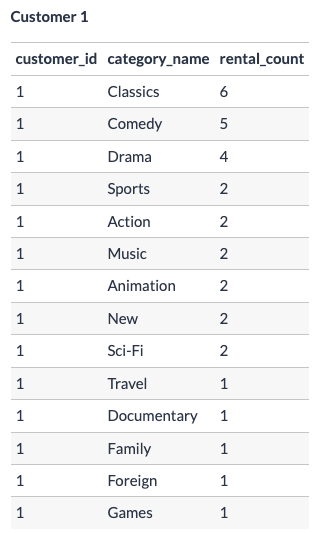 Customer 1
customer_id category_name rental_count
1 Classics 6
1 Comedy 5
1 Drama 4
1 Sports 2
1 Action 2
1 Music 2
1 Animation 2
1 New 2
1 Sci-Fi 2
1 Travel 1
1 Documentary 1
1 Family 1
1 Foreign 1
1 Games 1